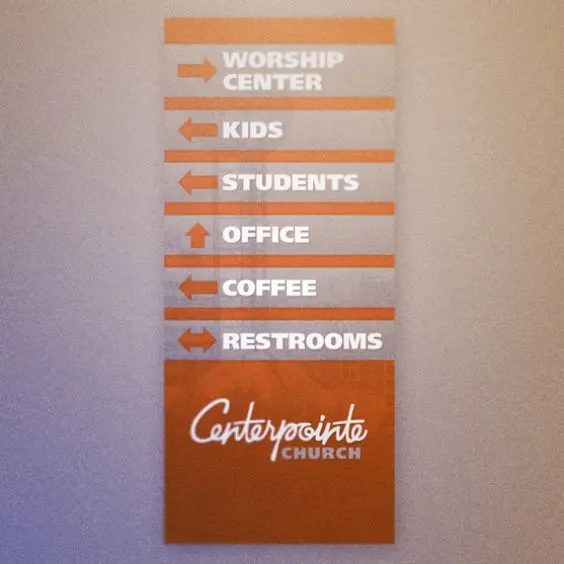 WORSHIP
CENTER
KIDS
STUDENTS
OFFICE
COFFEE
RESTROOMS
Centerpointe
CHURCH